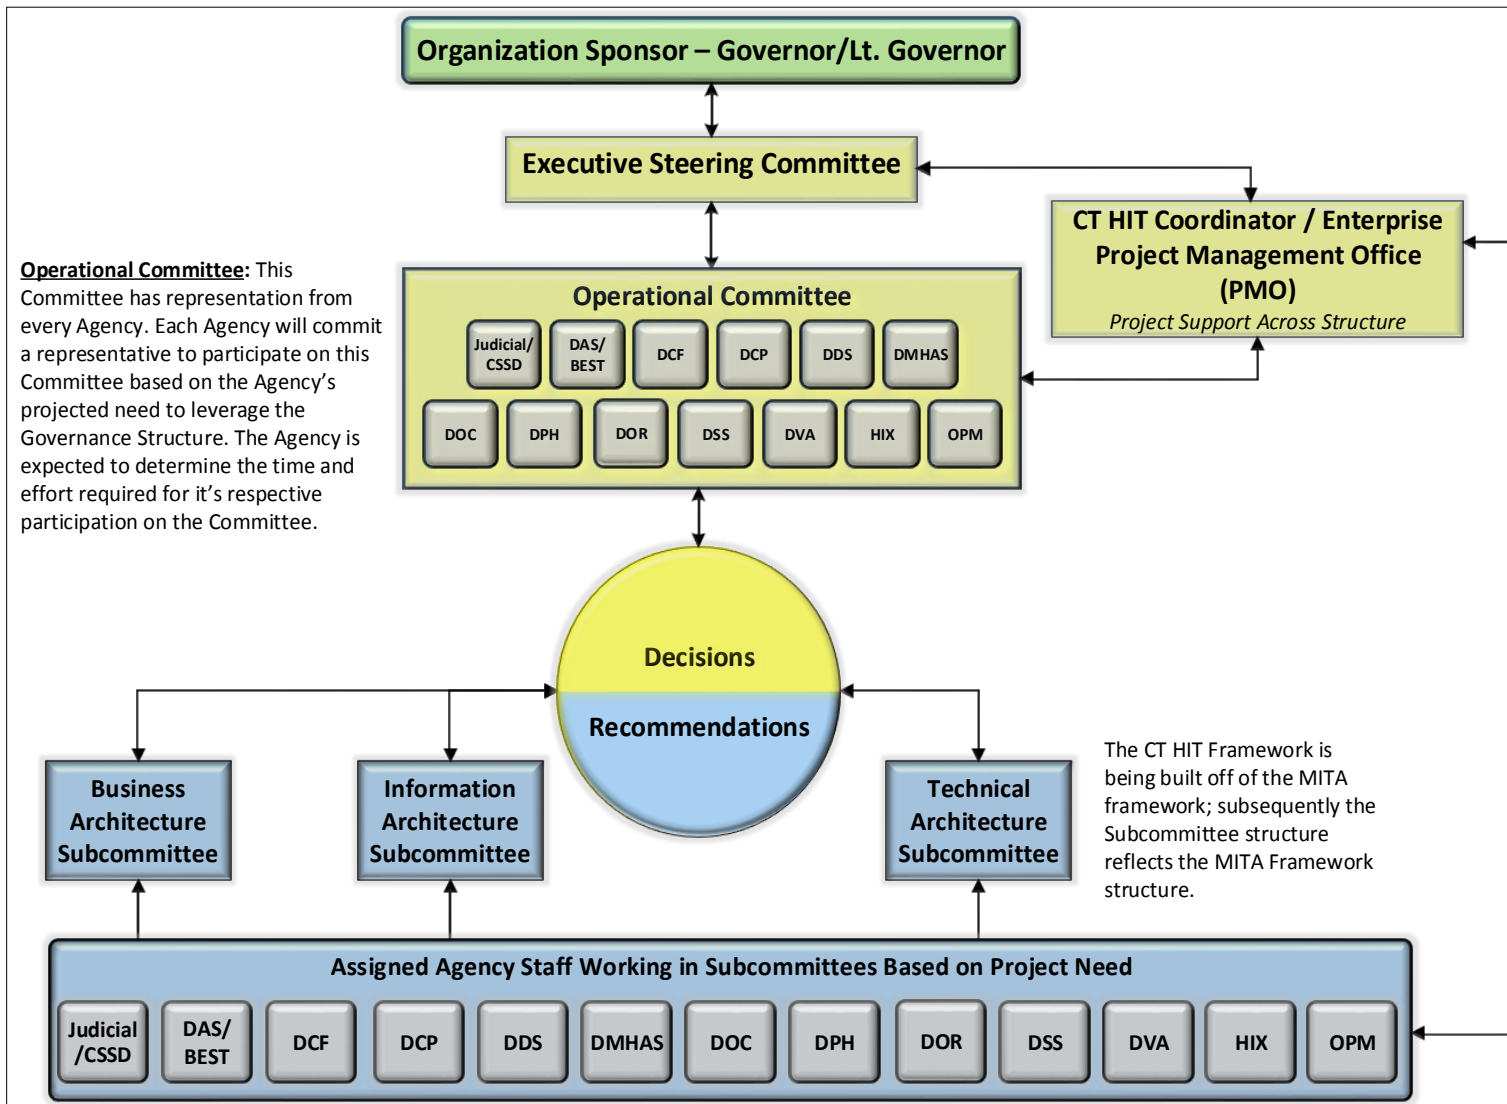 Organization Sponsor – Governor/Lt. Governor
Executive Steering Committee
CT HIT Coordinator / Enterprise
Project Management Office
(PMO)
Project Support Across Structure
Operational Committee: This
Committee has representation from
every Agency. Each Agency will commit
a representative to participate on this
Committee based on the Agency’s
projected need to leverage the
Governance Structure. The Agency is
expected to determine the time and
effort required for it’s respective
participation on the Committee.
Operational Committee
Judicial/
CSSD
DAS/
BEST
DCF
DCP
DDS
DMHAS
DOC
DPH
DOR
DSS
DVA
HIX
OPM
Decisions
Recommendations
Business
Architecture
Subcommittee
Information
Architecture
Subcommittee
Technical
Architecture
Subcommittee
The CT HIT Framework is
being built off of the MITA
framework; subsequently the
Subcommittee structure
reflects the MITA Framework
structure.
Assigned Agency Staff Working in Subcommittees Based on Project Need
Judicial
/CSSD
DAS/
BEST
DCF
DCP
DDS
DMHAS
DOC
DPH
DOR
DSS
DVA
HIX
OPM